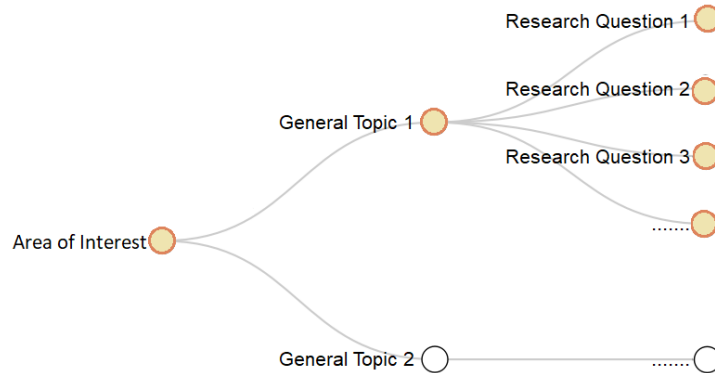 Research Question 1
Research Question 2
General Topic 1
Research Question 3
.......
Area of Interest
General Topic 2
.......